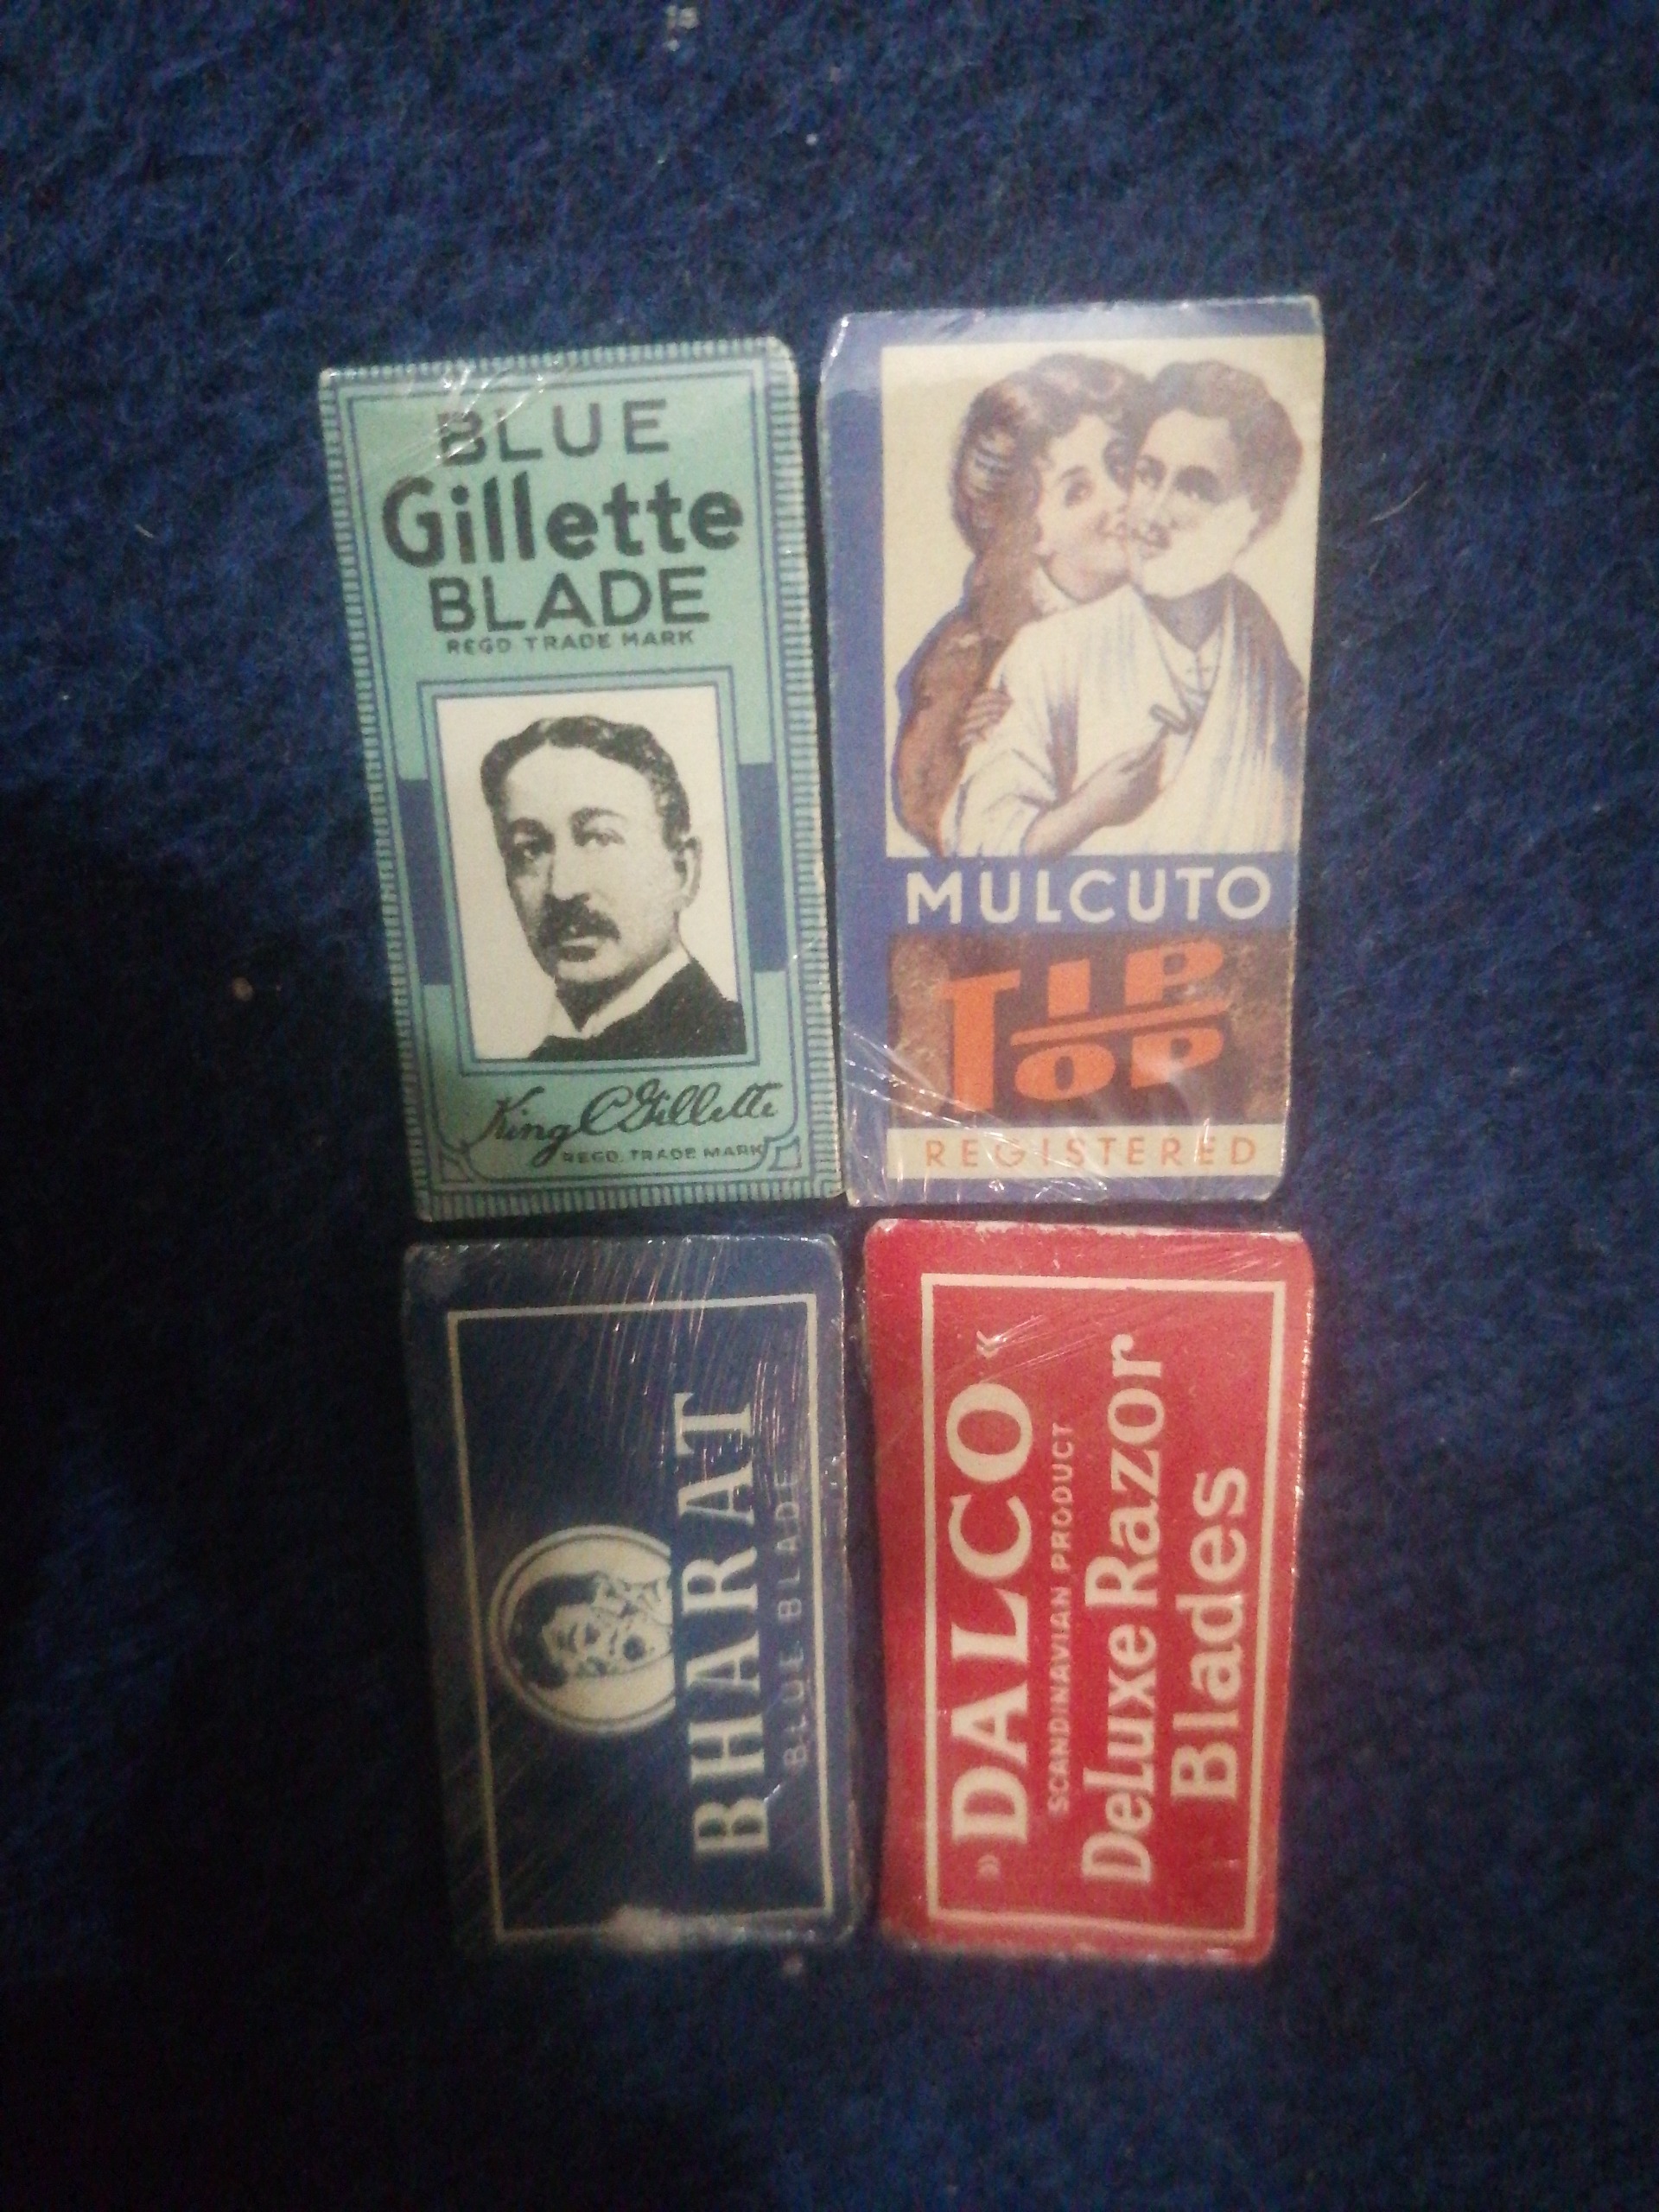 BLUE
Gillette
BLADE
REGD TRADE MARK
King C Gillette
REGD. TRADE MARK
MULCUTO
TIP
TOP
REGISTERED
BHARAT
BLUE BLADE
»DALCO«
SCANDINAVIAN PRODUCT
DeLuxe Razor
Blades